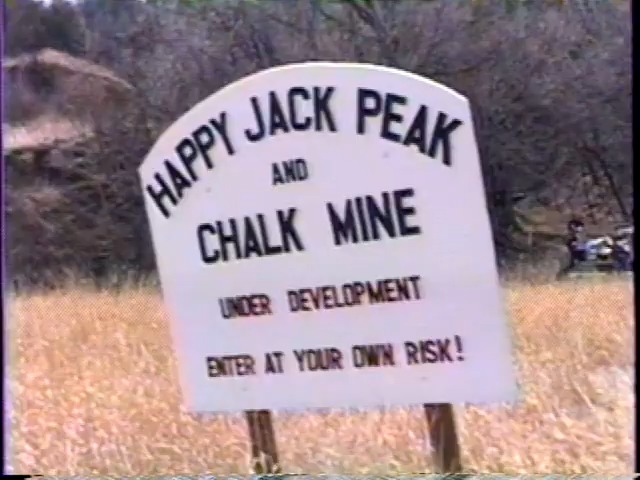 HAPPY JACK PEAK
AND
CHALK MINE
UNDER DEVELOPMENT
ENTER AT YOUR OWN RISK!